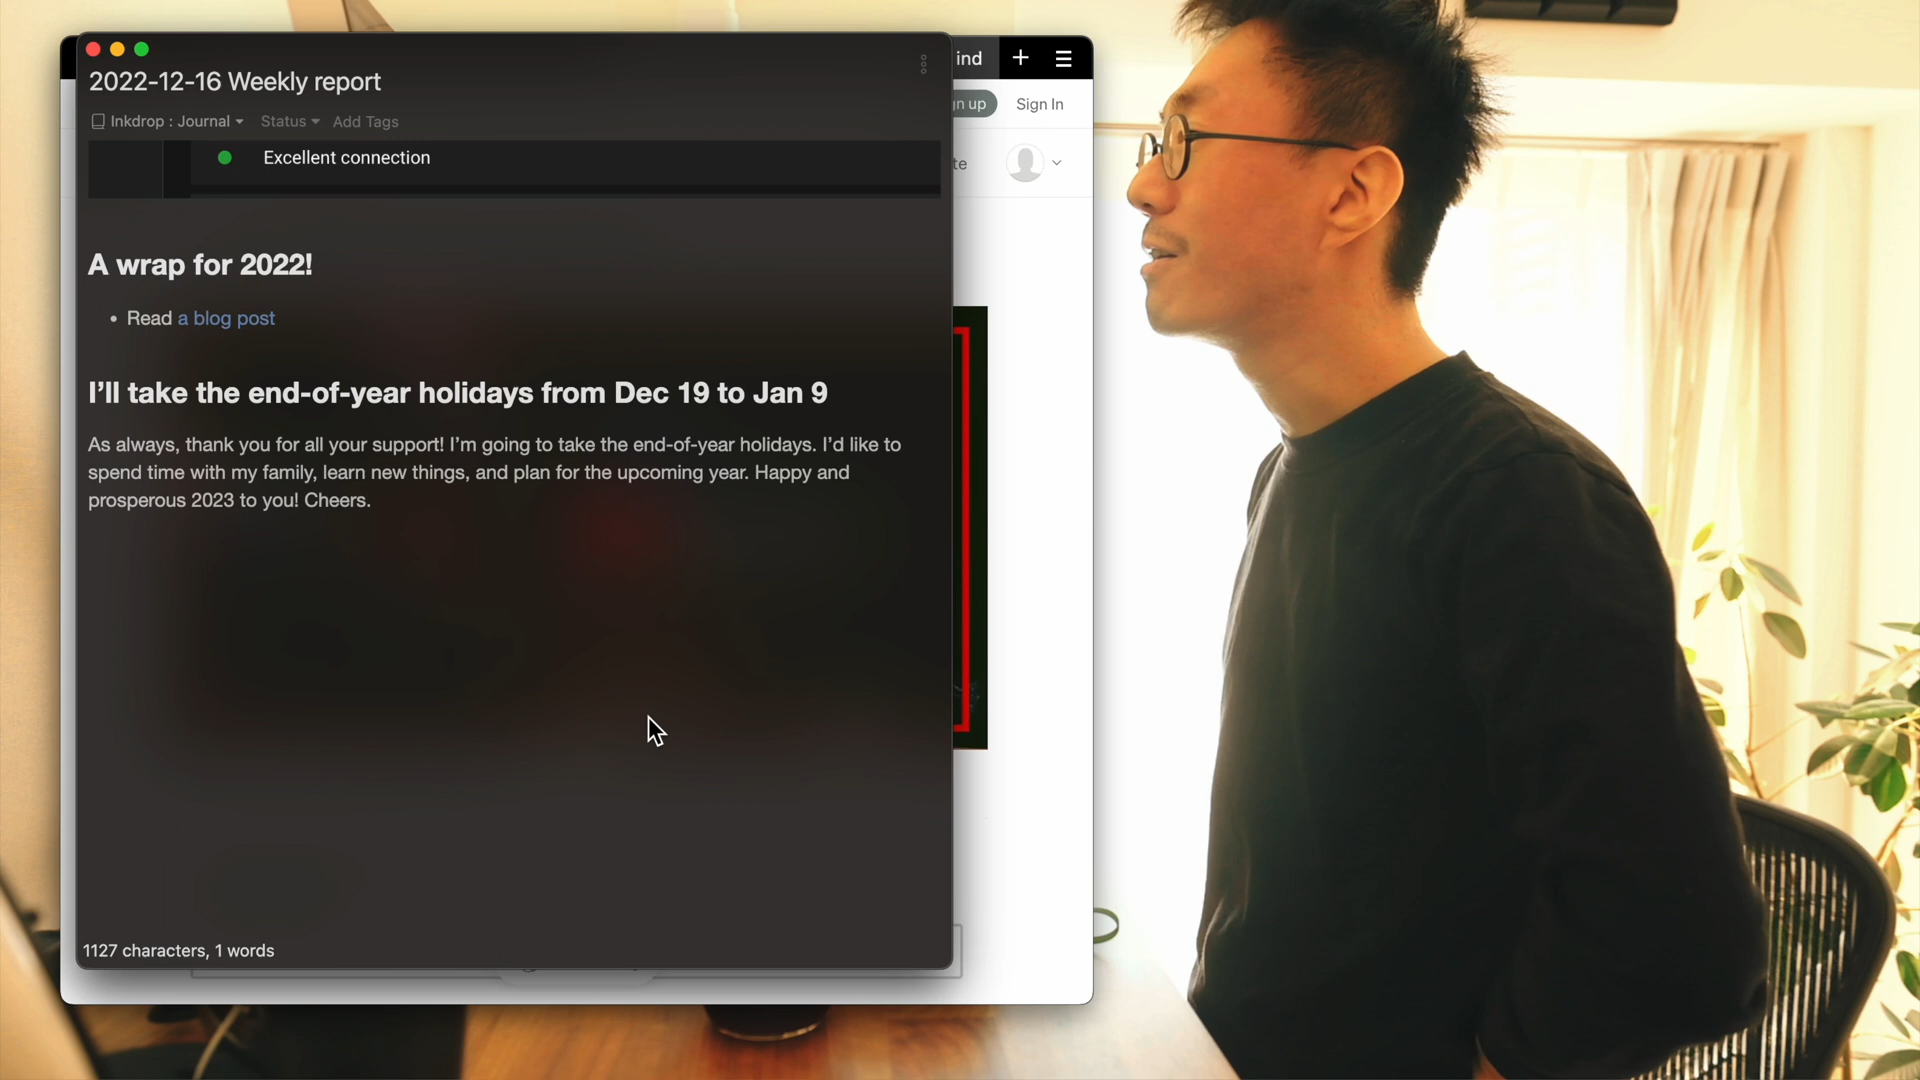 2022-12-16 Weekly report
ind
+
up
Sign In
Inkdrop : Journal
Status
Add Tags
Excellent connection
A wrap for 2022!
• Read a blog post
I’ll take the end-of-year holidays from Dec 19 to Jan 9
As always, thank you for all your support! I’m going to take the end-of-year holidays. I’d like to
spend time with my family, learn new things, and plan for the upcoming year. Happy and
prosperous 2023 to you! Cheers.
1127 characters, 1 words